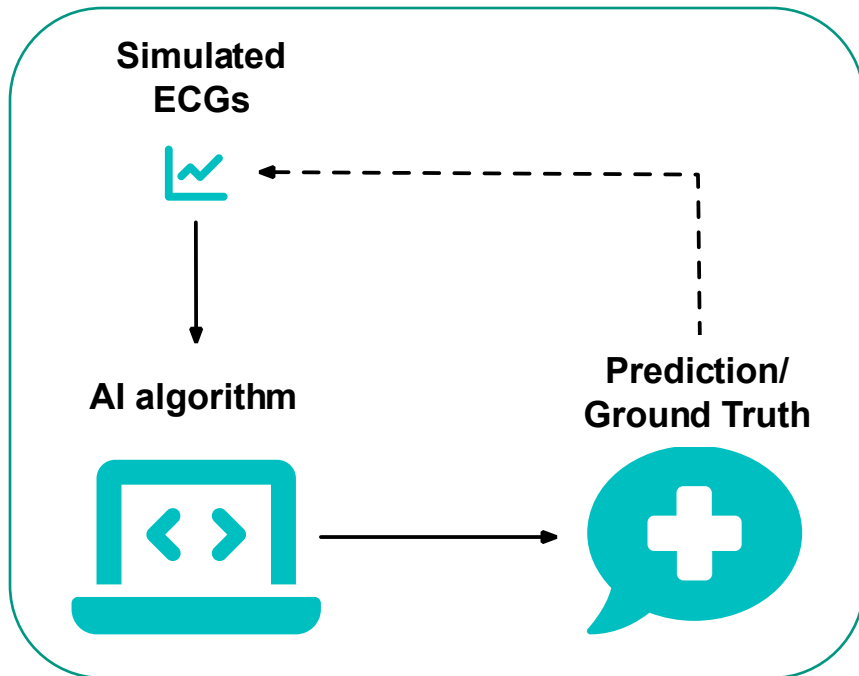 Simulated
ECGs
AI algorithm
Prediction/
Ground Truth